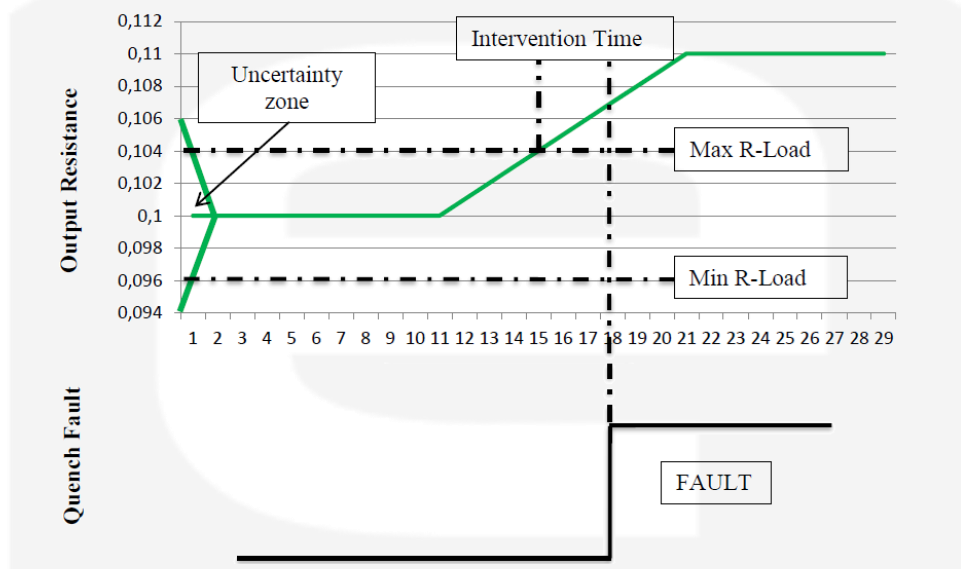 0,112
0,11
0,108
0,106
0,104
0,102
0,1
0,098
0,096
0,094
Output Resistance
Intervention Time
Uncertainty
zone
Max R-Load
Min R-Load
1 2 3 4 5 6 7 8 9 10 11 12 13 14 15 16 17 18 19 20 21 22 23 24 25 26 27 28 29
Quench Fault
FAULT